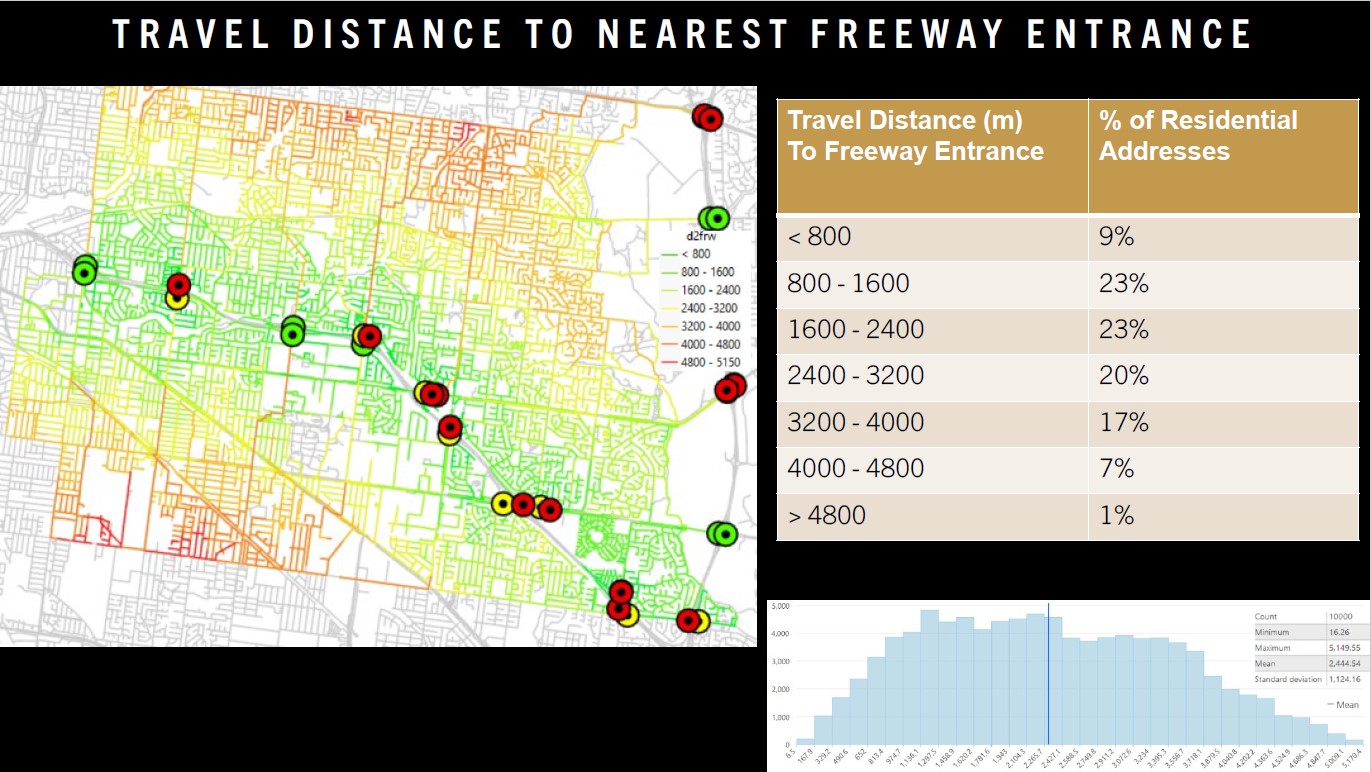 TRAVEL DISTANCE TO NEAREST FREEWAY ENTRANCE
d2frw
< 800
800 - 1600
1600 - 2400
2400 -3200
3200 - 4000
4000 - 4800
4800 - 5150
Travel Distance (m) % of Residential
To Freeway Entrance Addresses
< 800 9%
800 - 1600 23%
1600 - 2400 23%
2400 - 3200 20%
3200 - 4000 17%
4000 - 4800 7%
> 4800 1%
5,000
4,000
3,000
2,000
1,000
0
Count 10000
Minimum 16.26
Maximum 5,149.55
Mean 2,444.54
Standard deviation 1,124.16
Mean
6.5 167.9 329.2 490.6 652 813.4 974.7 1,136.1 1,297.5 1,458.9 1,620.2 1,781.6 1,943 2,104.3 2,265.7 2,427.1 2,588.5 2,749.8 2,911.2 3,072.6 3,234 3,395.3 3,556.7 3,718.1 3,879.5 4,040.8 4,202.2 4,363.6 4,524.9 4,686.3 4,847.7 5,009.1 5,170.4